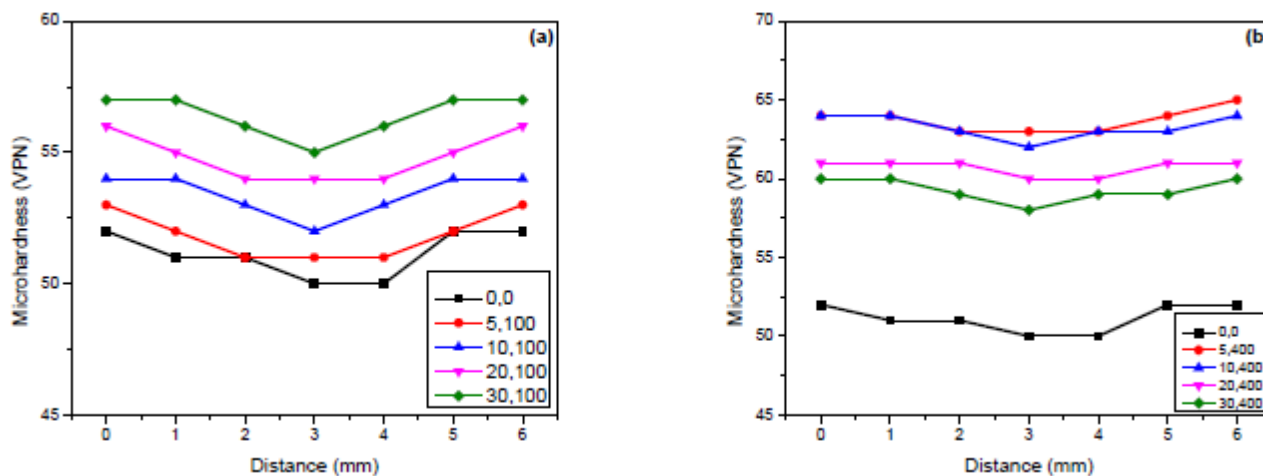 (a)
60
55
50
45
Microhardness (VPN)
0,0
5,100
10,100
20,100
30,100
0 1 2 3 4 5 6
Distance (mm)
(b
70
65
60
55
50
45
Microhardness (VPN)
0,0
5,400
10,400
20,400
30,400
0 1 2 3 4 5 6
Distance (mm)